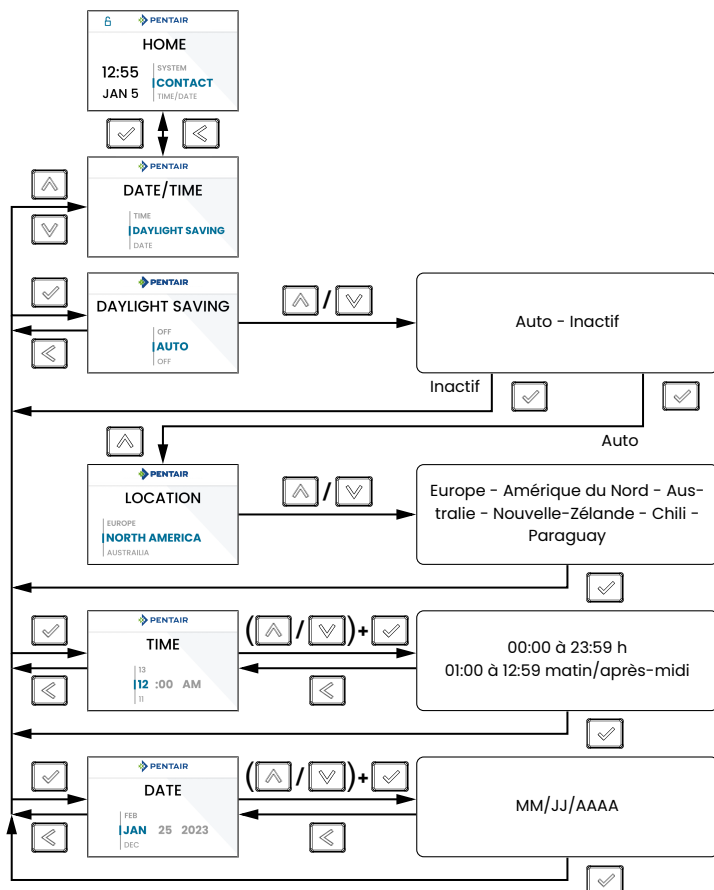 PENTAIR
HOME
12:55
JAN 5
SYSTEM
CONTACT
TIME/DATE
PENTAIR
DATE/TIME
TIME
DAYLIGHT SAVING
DATE
PENTAIR
DAYLIGHT SAVING
OFF
AUTO
OFF
/
Auto - Inactif
Inactif
Auto
PENTAIR
LOCATION
EUROPE
NORTH AMERICA
AUSTRAILIA
/
Europe - Amérique du Nord - Aus-
tralie - Nouvelle-Zélande - Chili -
Paraguay
PENTAIR
TIME
13
12 :00 AM
11
( / )+
00:00 à 23:59 h
01:00 à 12:59 matin/après-midi
PENTAIR
DATE
FEB
JAN 25 2023
DEC
( / )+
MM/JJ/AAAA